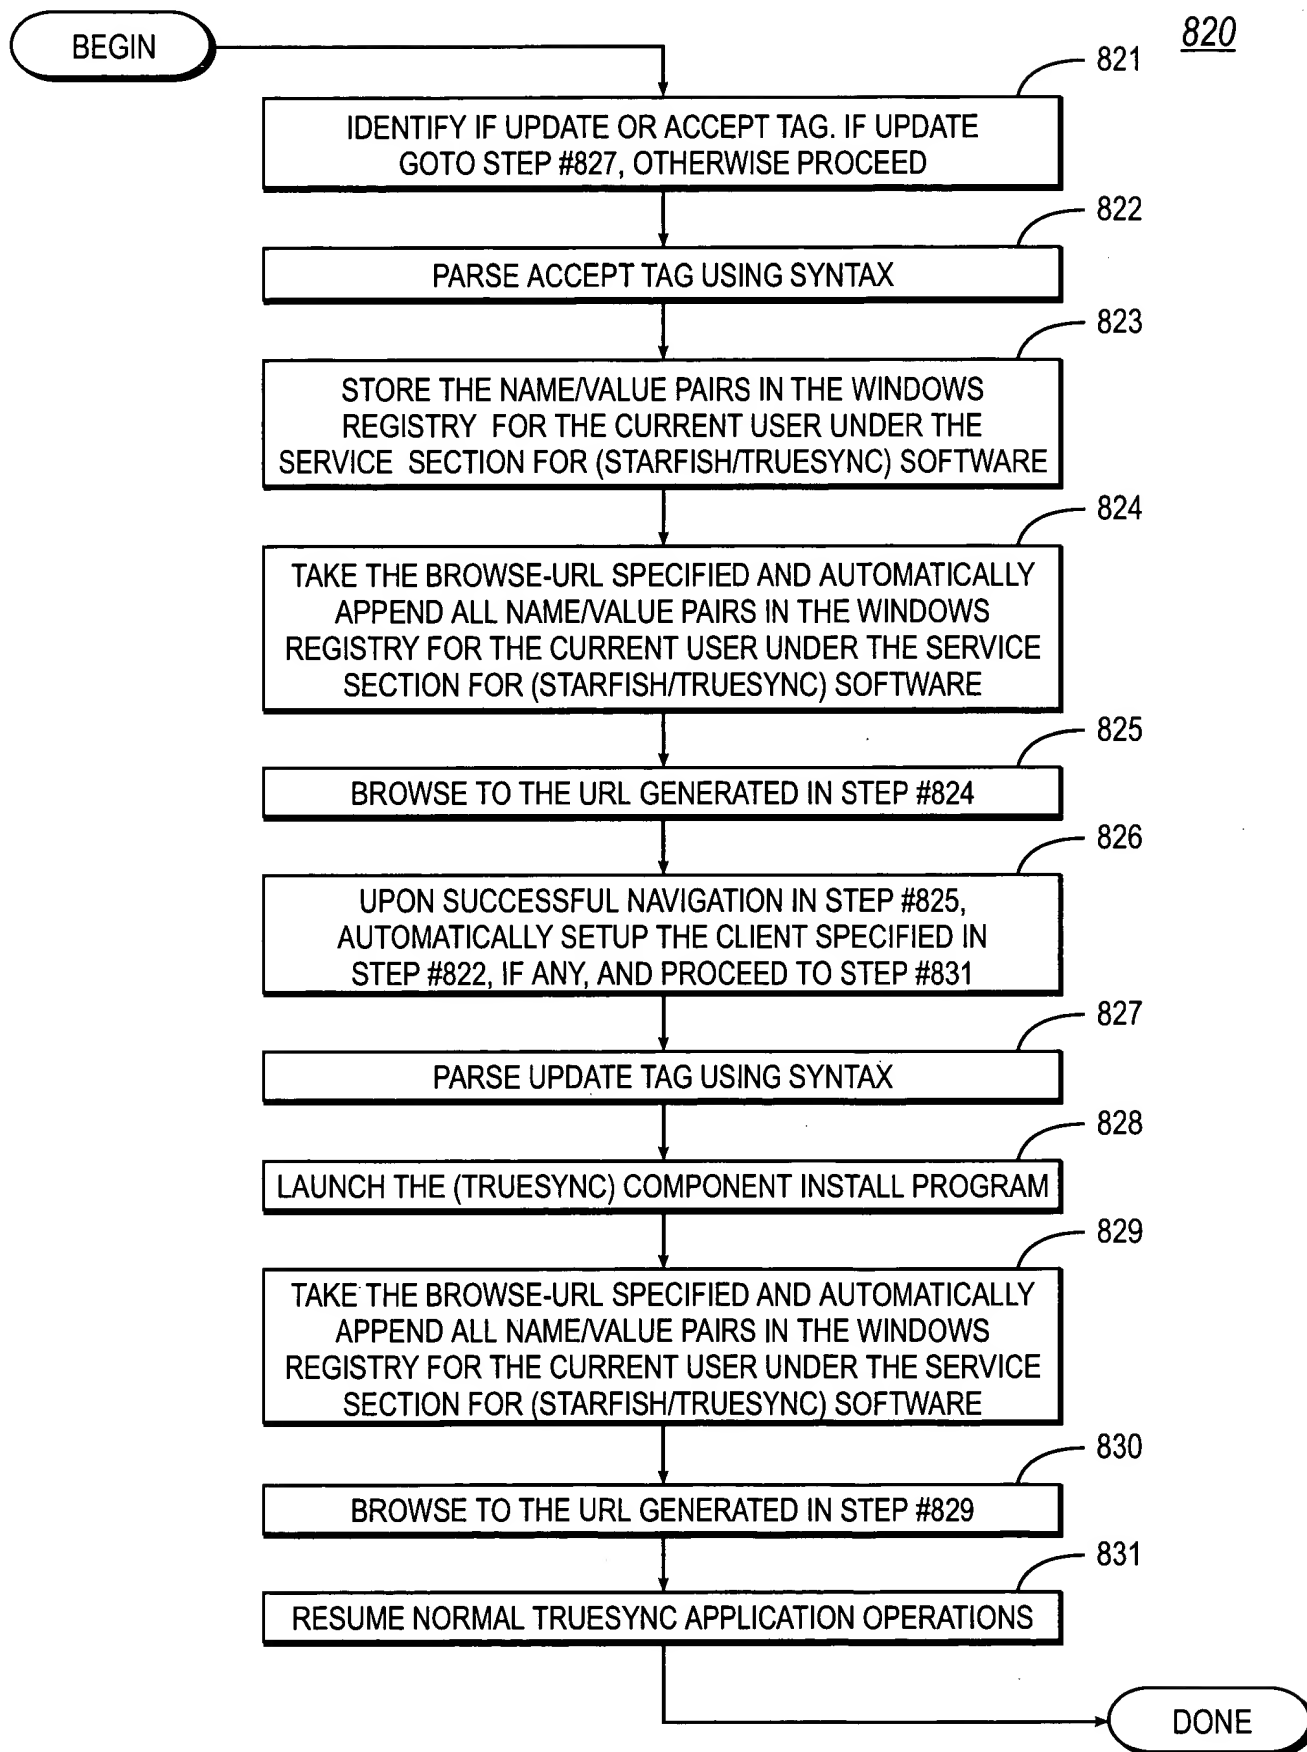 820
BEGIN
821
IDENTIFY IF UPDATE OR ACCEPT TAG. IF UPDATE
GOTO STEP #827, OTHERWISE PROCEED
822
PARSE ACCEPT TAG USING SYNTAX
823
STORE THE NAME/VALUE PAIRS IN THE WINDOWS
REGISTRY FOR THE CURRENT USER UNDER THE
SERVICE SECTION FOR (STARFISH/TRUESYNC) SOFTWARE
824
TAKE THE BROWSE-URL SPECIFIED AND AUTOMATICALLY
APPEND ALL NAME/VALUE PAIRS IN THE WINDOWS
REGISTRY FOR THE CURRENT USER UNDER THE SERVICE
SECTION FOR (STARFISH/TRUESYNC) SOFTWARE
825
BROWSE TO THE URL GENERATED IN STEP #824
826
UPON SUCCESSFUL NAVIGATION IN STEP #825,
AUTOMATICALLY SETUP THE CLIENT SPECIFIED IN
STEP #822, IF ANY, AND PROCEED TO STEP #831
827
PARSE UPDATE TAG USING SYNTAX
828
LAUNCH THE (TRUESYNC) COMPONENT INSTALL PROGRAM
829
TAKE THE BROWSE-URL SPECIFIED AND AUTOMATICALLY
APPEND ALL NAME/VALUE PAIRS IN THE WINDOWS
REGISTRY FOR THE CURRENT USER UNDER THE SERVICE
SECTION FOR (STARFISH/TRUESYNC) SOFTWARE
830
BROWSE TO THE URL GENERATED IN STEP #829
831
RESUME NORMAL TRUESYNC APPLICATION OPERATIONS
DONE